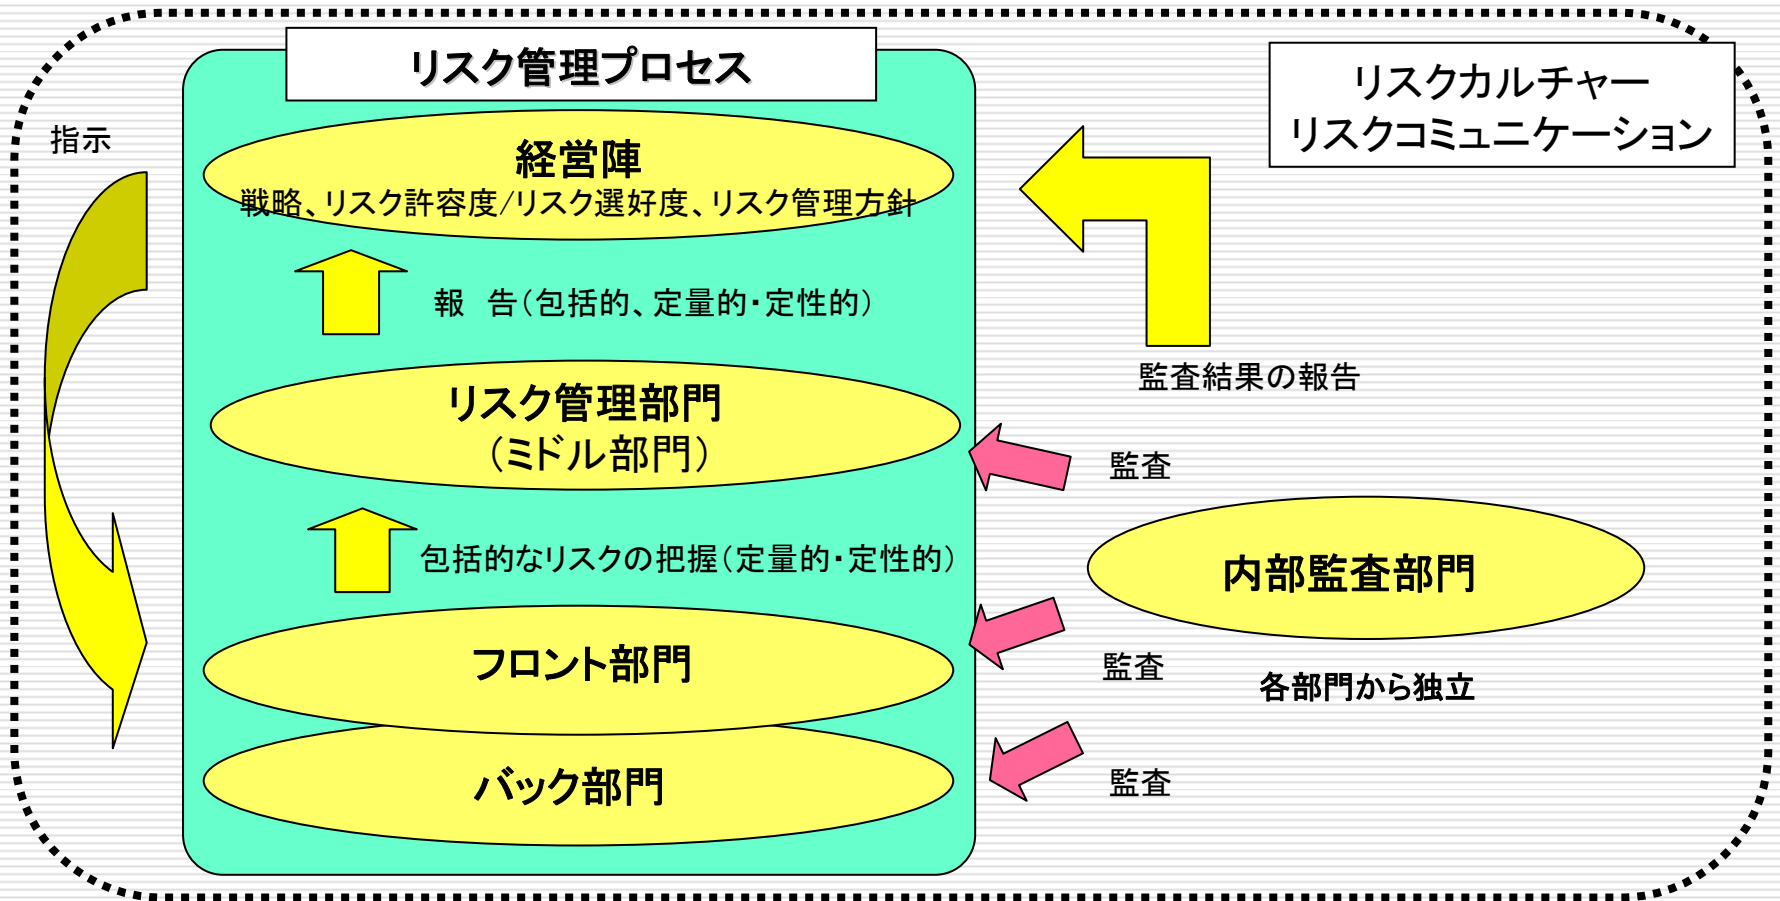 リスク管理プロセス
リスクカルチャー
リスクコミュニケーション
指示
経営陣
戦略、リスク許容度/リスク選好度、リスク管理方針
報　告(包括的、定量的・定性的)
監査結果の報告
リスク管理部門
(ミドル部門)
監査
包括的なリスクの把握(定量的・定性的)
内部監査部門
フロント部門
監査
各部門から独立
バック部門
監査